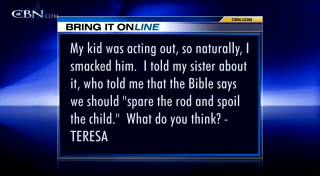 CBN.com
CBN.COM
BRING IT ONLINE
My kid was acting out, so naturally, I
smacked him.  I told my sister about
it, who told me that the Bible says
we should "spare the rod and spoil
the child."  What do you think? -
TERESA